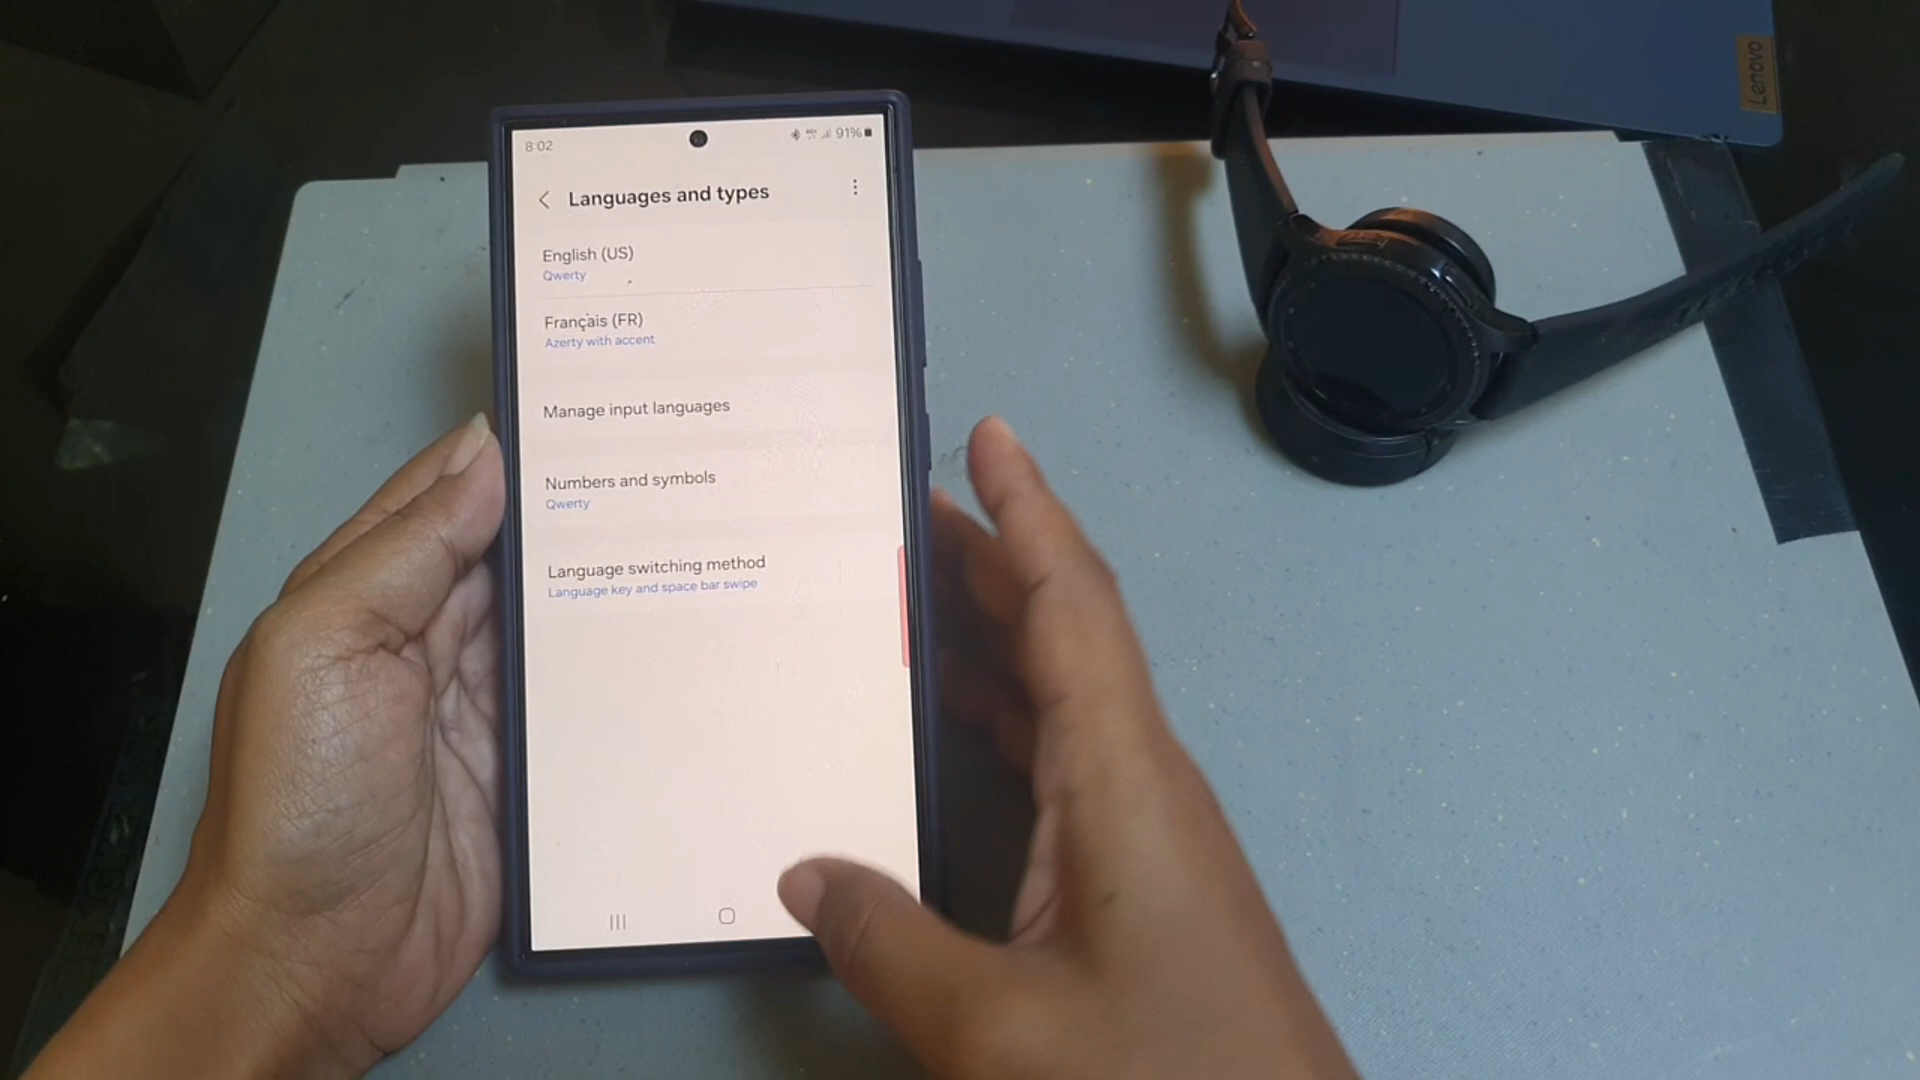 Lenovo
8:02
91%
Languages and types
English (US)
Qwerty
Français (FR)
Azerty with accent
Manage input languages
Numbers and symbols
Qwerty
Language switching method
Language key and space bar swipe